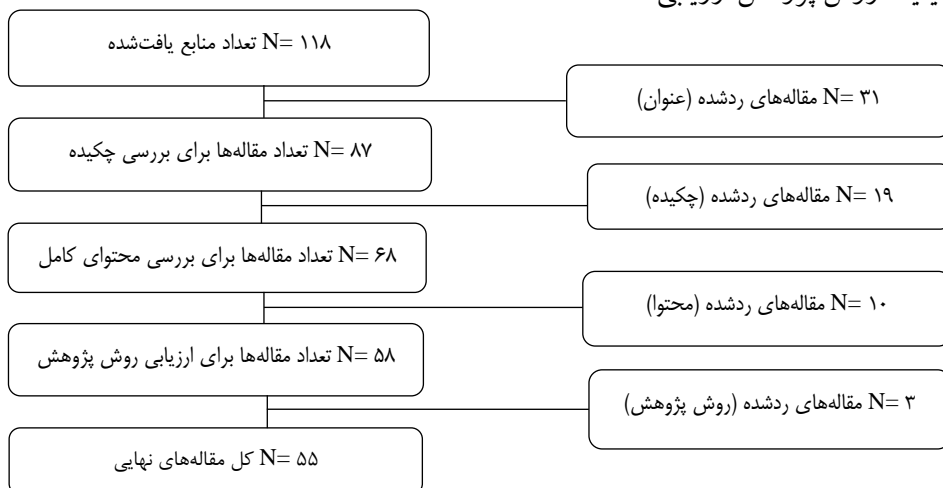 تعداد منابع یافت‌شده N= ۱۱۸
مقاله‌های ردشده (عنوان) N= ۳۱
تعداد مقاله‌ها برای بررسی چکیده N= ۸۷
مقاله‌های ردشده (چکیده) N= ۱۹
تعداد مقاله‌ها برای بررسی محتوای کامل N= ۶۸
مقاله‌های ردشده (محتوا) N= ۱۰
تعداد مقاله‌ها برای ارزیابی روش پژوهش N= ۵۸
مقاله‌های ردشده (روش پژوهش) N= ۳
کل مقاله‌های نهایی N= ۵۵